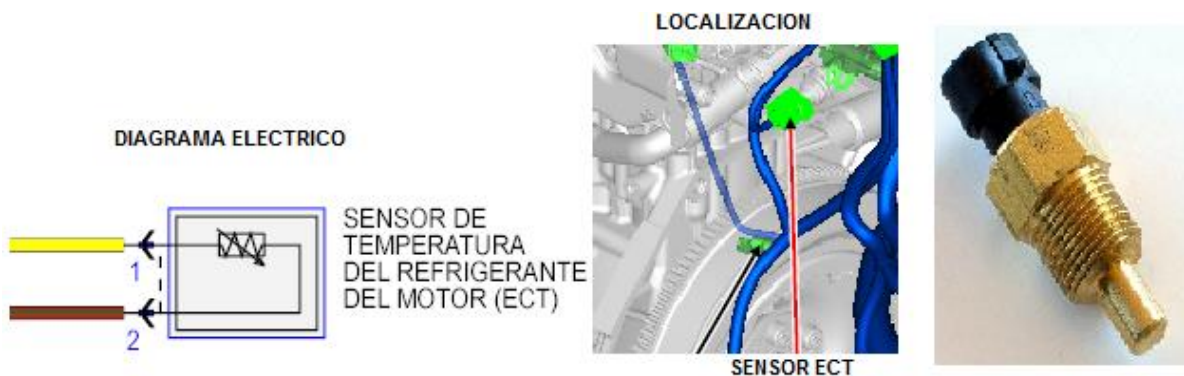 LOCALIZACION
DIAGRAMA ELECTRICO
SENSOR DE
TEMPERATURA
DEL REFRIGERANTE
DEL MOTOR (ECT)
1
2
SENSOR ECT